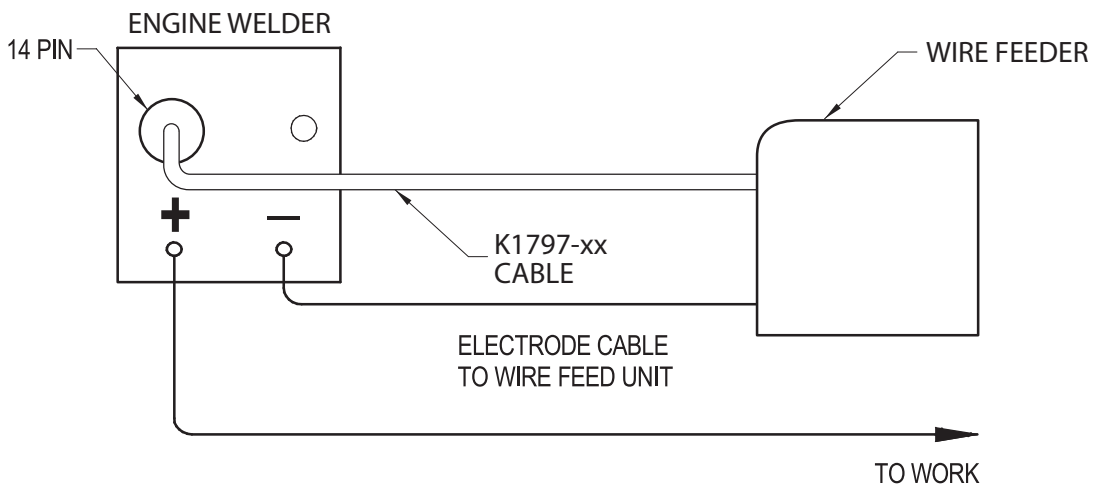 ENGINE WELDER
14 PIN
WIRE FEEDER
+ −
K1797-xx
CABLE
ELECTRODE CABLE
TO WIRE FEED UNIT
TO WORK